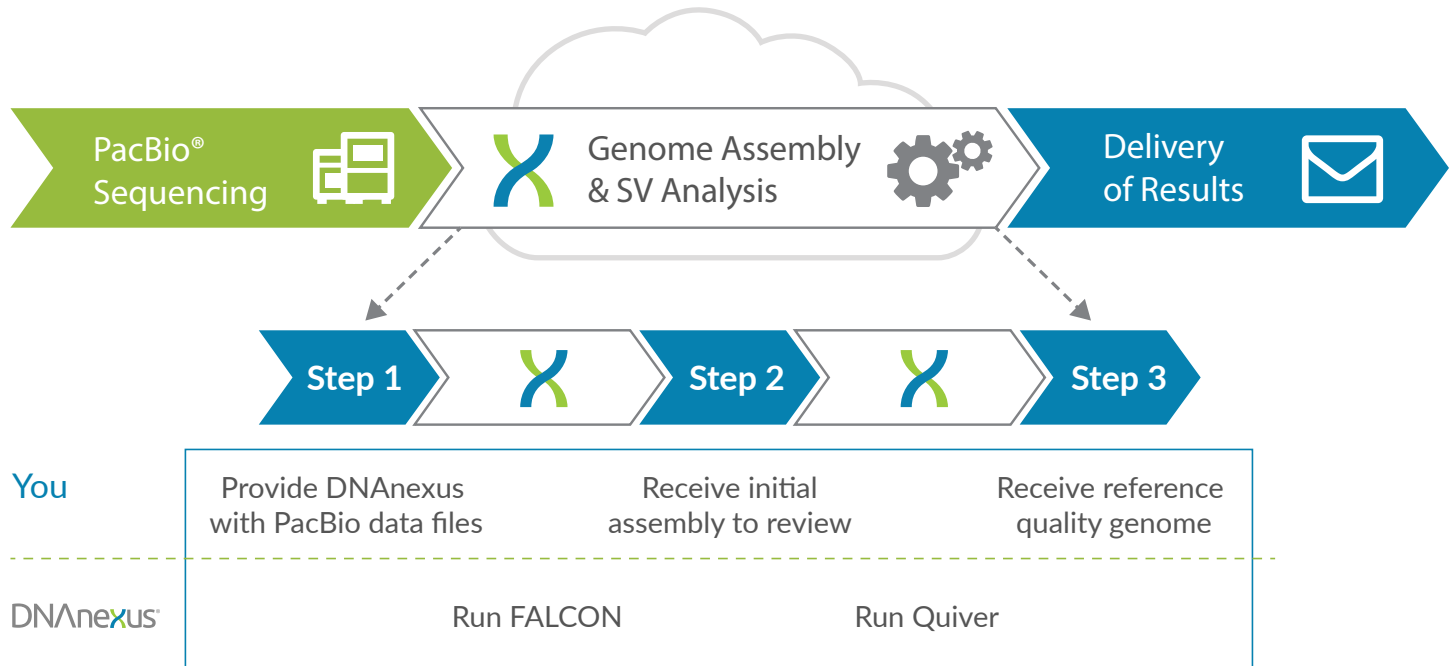 PacBio®
Sequencing
Genome Assembly
& SV Analysis
Delivery
of Results
Step 1
Step 2
Step 3
You
Provide DNAnexus
with PacBio data files
Receive initial
assembly to review
Receive reference
quality genome
DNAnexus®
Run FALCON
Run Quiver